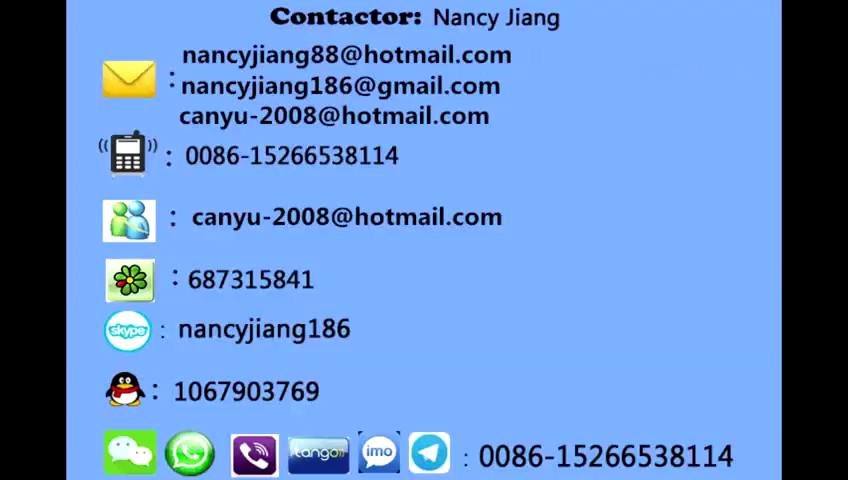 Contactor: Nancy Jiang
nancyjiang88@hotmail.com
: nancyjiang186@gmail.com
canyu-2008@hotmail.com
: 0086-15266538114
: canyu-2008@hotmail.com
: 687315841
skype : nancyjiang186
: 1067903769
tango imo : 0086-15266538114